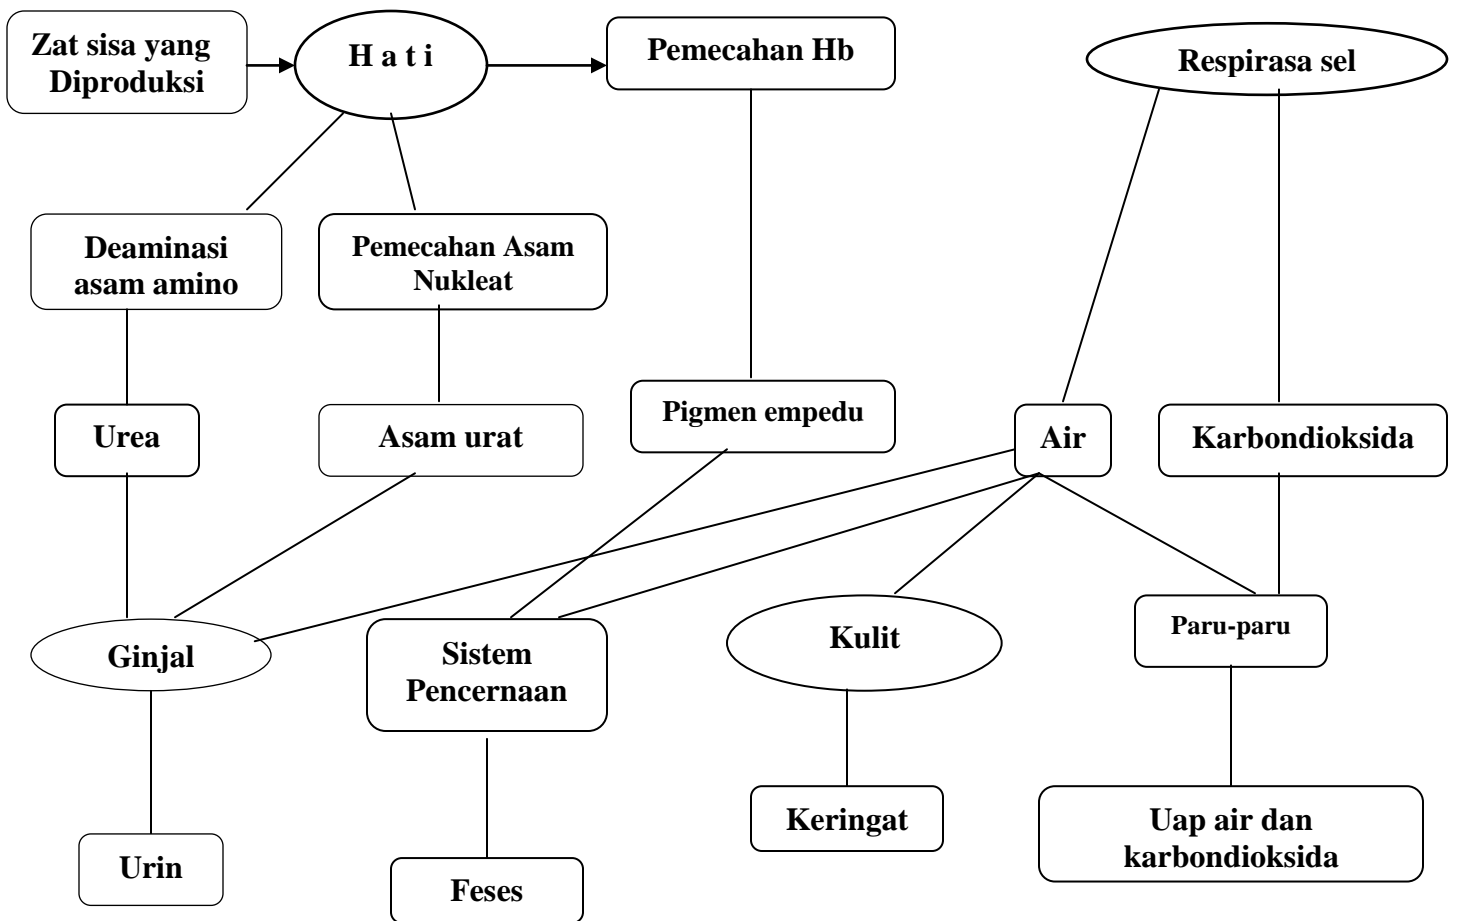 Zat sisa yang
Diproduksi
H a t i
Pemecahan Hb
Respirasa sel
Deaminasi
asam amino
Pemecahan Asam
Nukleat
Urea
Asam urat
Pigmen empedu
Air
Karbondioksida
Ginjal
Sistem
Pencernaan
Kulit
Paru-paru
Urin
Feses
Keringat
Uap air dan
karbondioksida